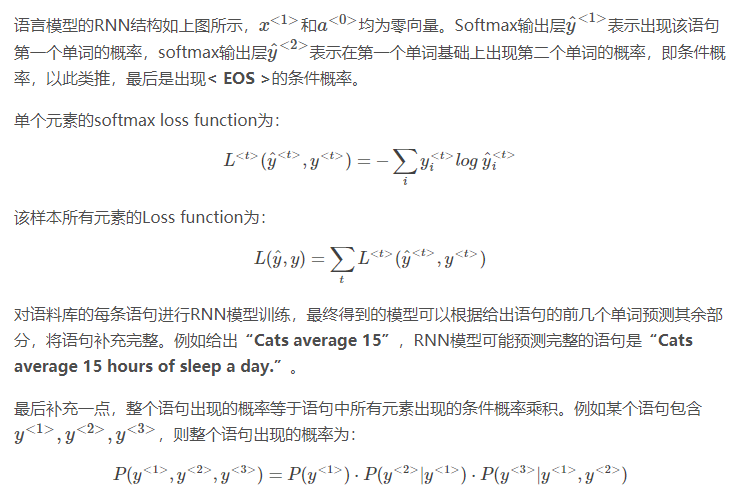 语言模型的RNN结构如上图所示，$x^{<1>}$和$a^{<0>}$均为零向量。Softmax输出层$\hat{y}^{<1>}$表示出现该语句
第一个单词的概率，softmax输出层$\hat{y}^{<2>}$表示在第一个单词基础上出现第二个单词的概率，即条件概
率，以此类推，最后是出现< EOS >的条件概率。
单个元素的softmax loss function为：
$L^{<t>}(\hat{y}^{<t>}, y^{<t>}) = -\sum_i y_i^{<t>} log\, \hat{y}_i^{<t>}$
该样本所有元素的Loss function为：
$L(\hat{y}, y) = \sum_t L^{<t>}(\hat{y}^{<t>}, y^{<t>})$
对语料库的每条语句进行RNN模型训练，最终得到的模型可以根据给出语句的前几个单词预测其余部
分，将语句补充完整。例如给出“Cats average 15”，RNN模型可能预测完整的语句是“Cats
average 15 hours of sleep a day.”。
最后补充一点，整个语句出现的概率等于语句中所有元素出现的条件概率乘积。例如某个语句包含
$y^{<1>}, y^{<2>}, y^{<3>}$，则整个语句出现的概率为：
$P(y^{<1>}, y^{<2>}, y^{<3>}) = P(y^{<1>}) \cdot P(y^{<2>}|y^{<1>}) \cdot P(y^{<3>}|y^{<1>}, y^{<2>})$